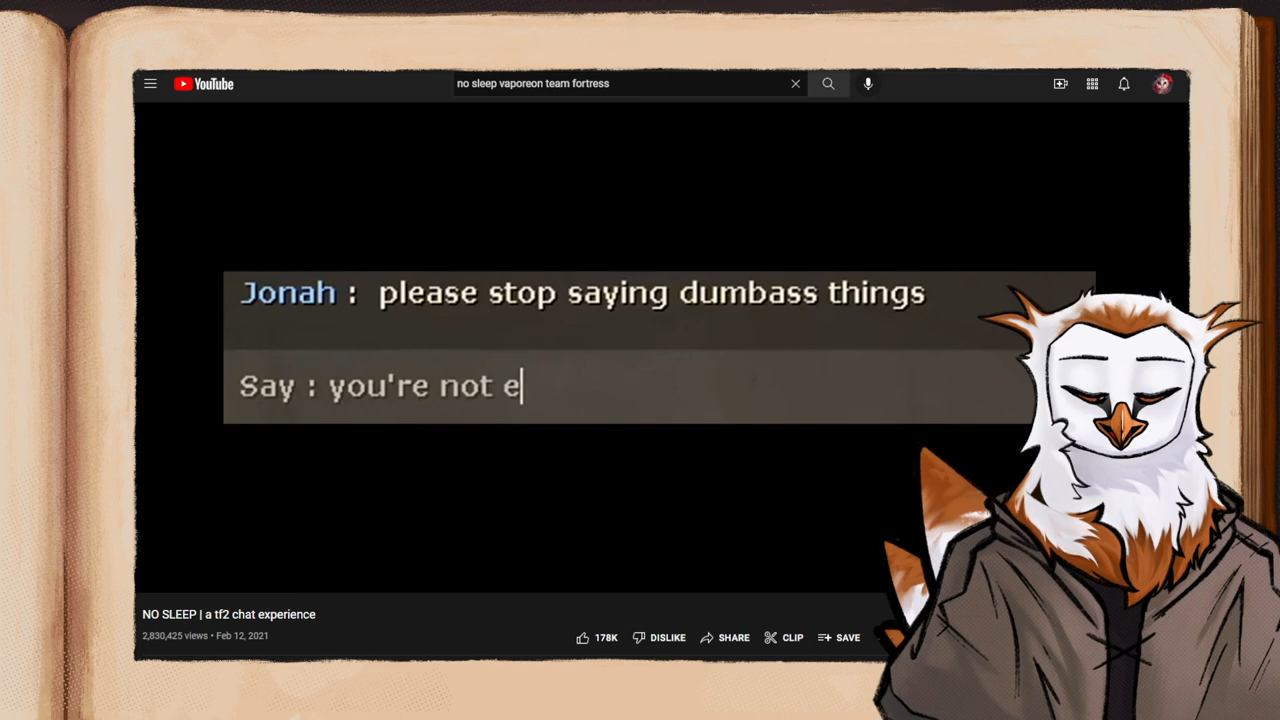 YouTube
no sleep vaporeon team fortress
Jonah : please stop saying dumbass things
Say : you're not e
NO SLEEP | a tf2 chat experience
2,830,425 views • Feb 12, 2021
178K DISLIKE SHARE CLIP SAVE